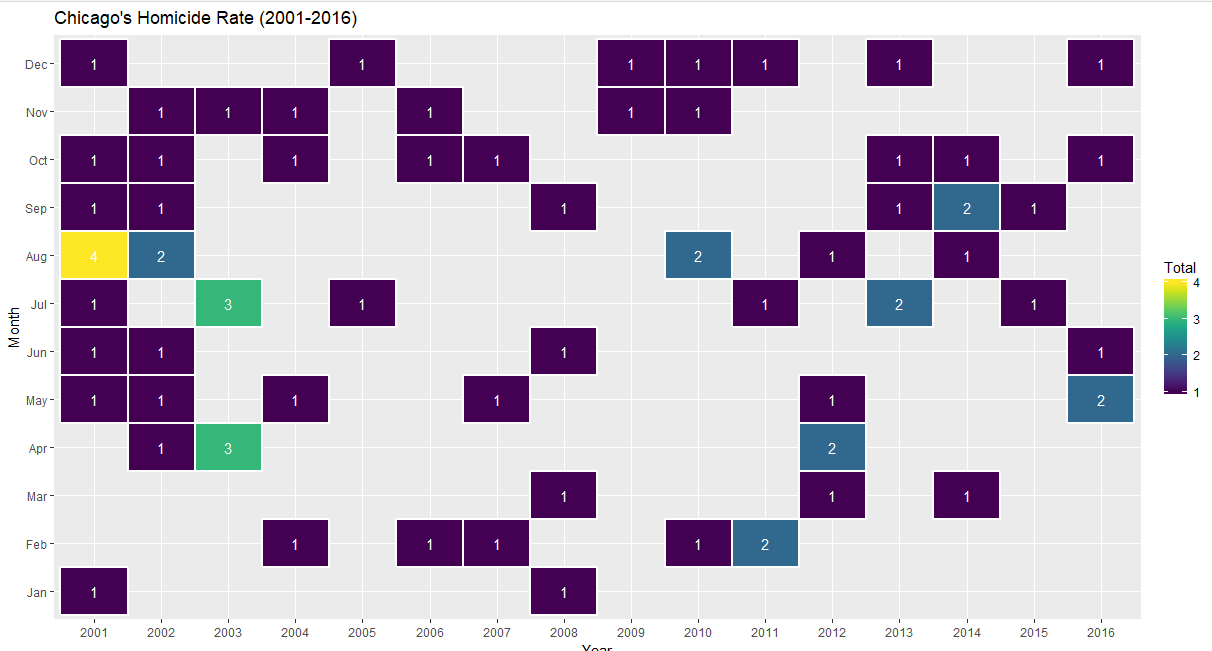 Chicago's Homicide Rate (2001-2016)
Dec 1 1 1 1 1 1 1
Nov 1 1 1 1 1 1
Oct 1 1 1 1 1 1 1 1
Sep 1 1 1 1 2 1
Aug 4 2 2 1 1
Jul 1 3 1 1 2 1
Jun 1 1 1 1
May 1 1 1 1 1 2
Apr 1 3 2
Mar 1 1 1
Feb 1 1 1 1 2
Jan 1 1
Month
2001 2002 2003 2004 2005 2006 2007 2008 2009 2010 2011 2012 2013 2014 2015 2016
Year
Total
4
3
2
1